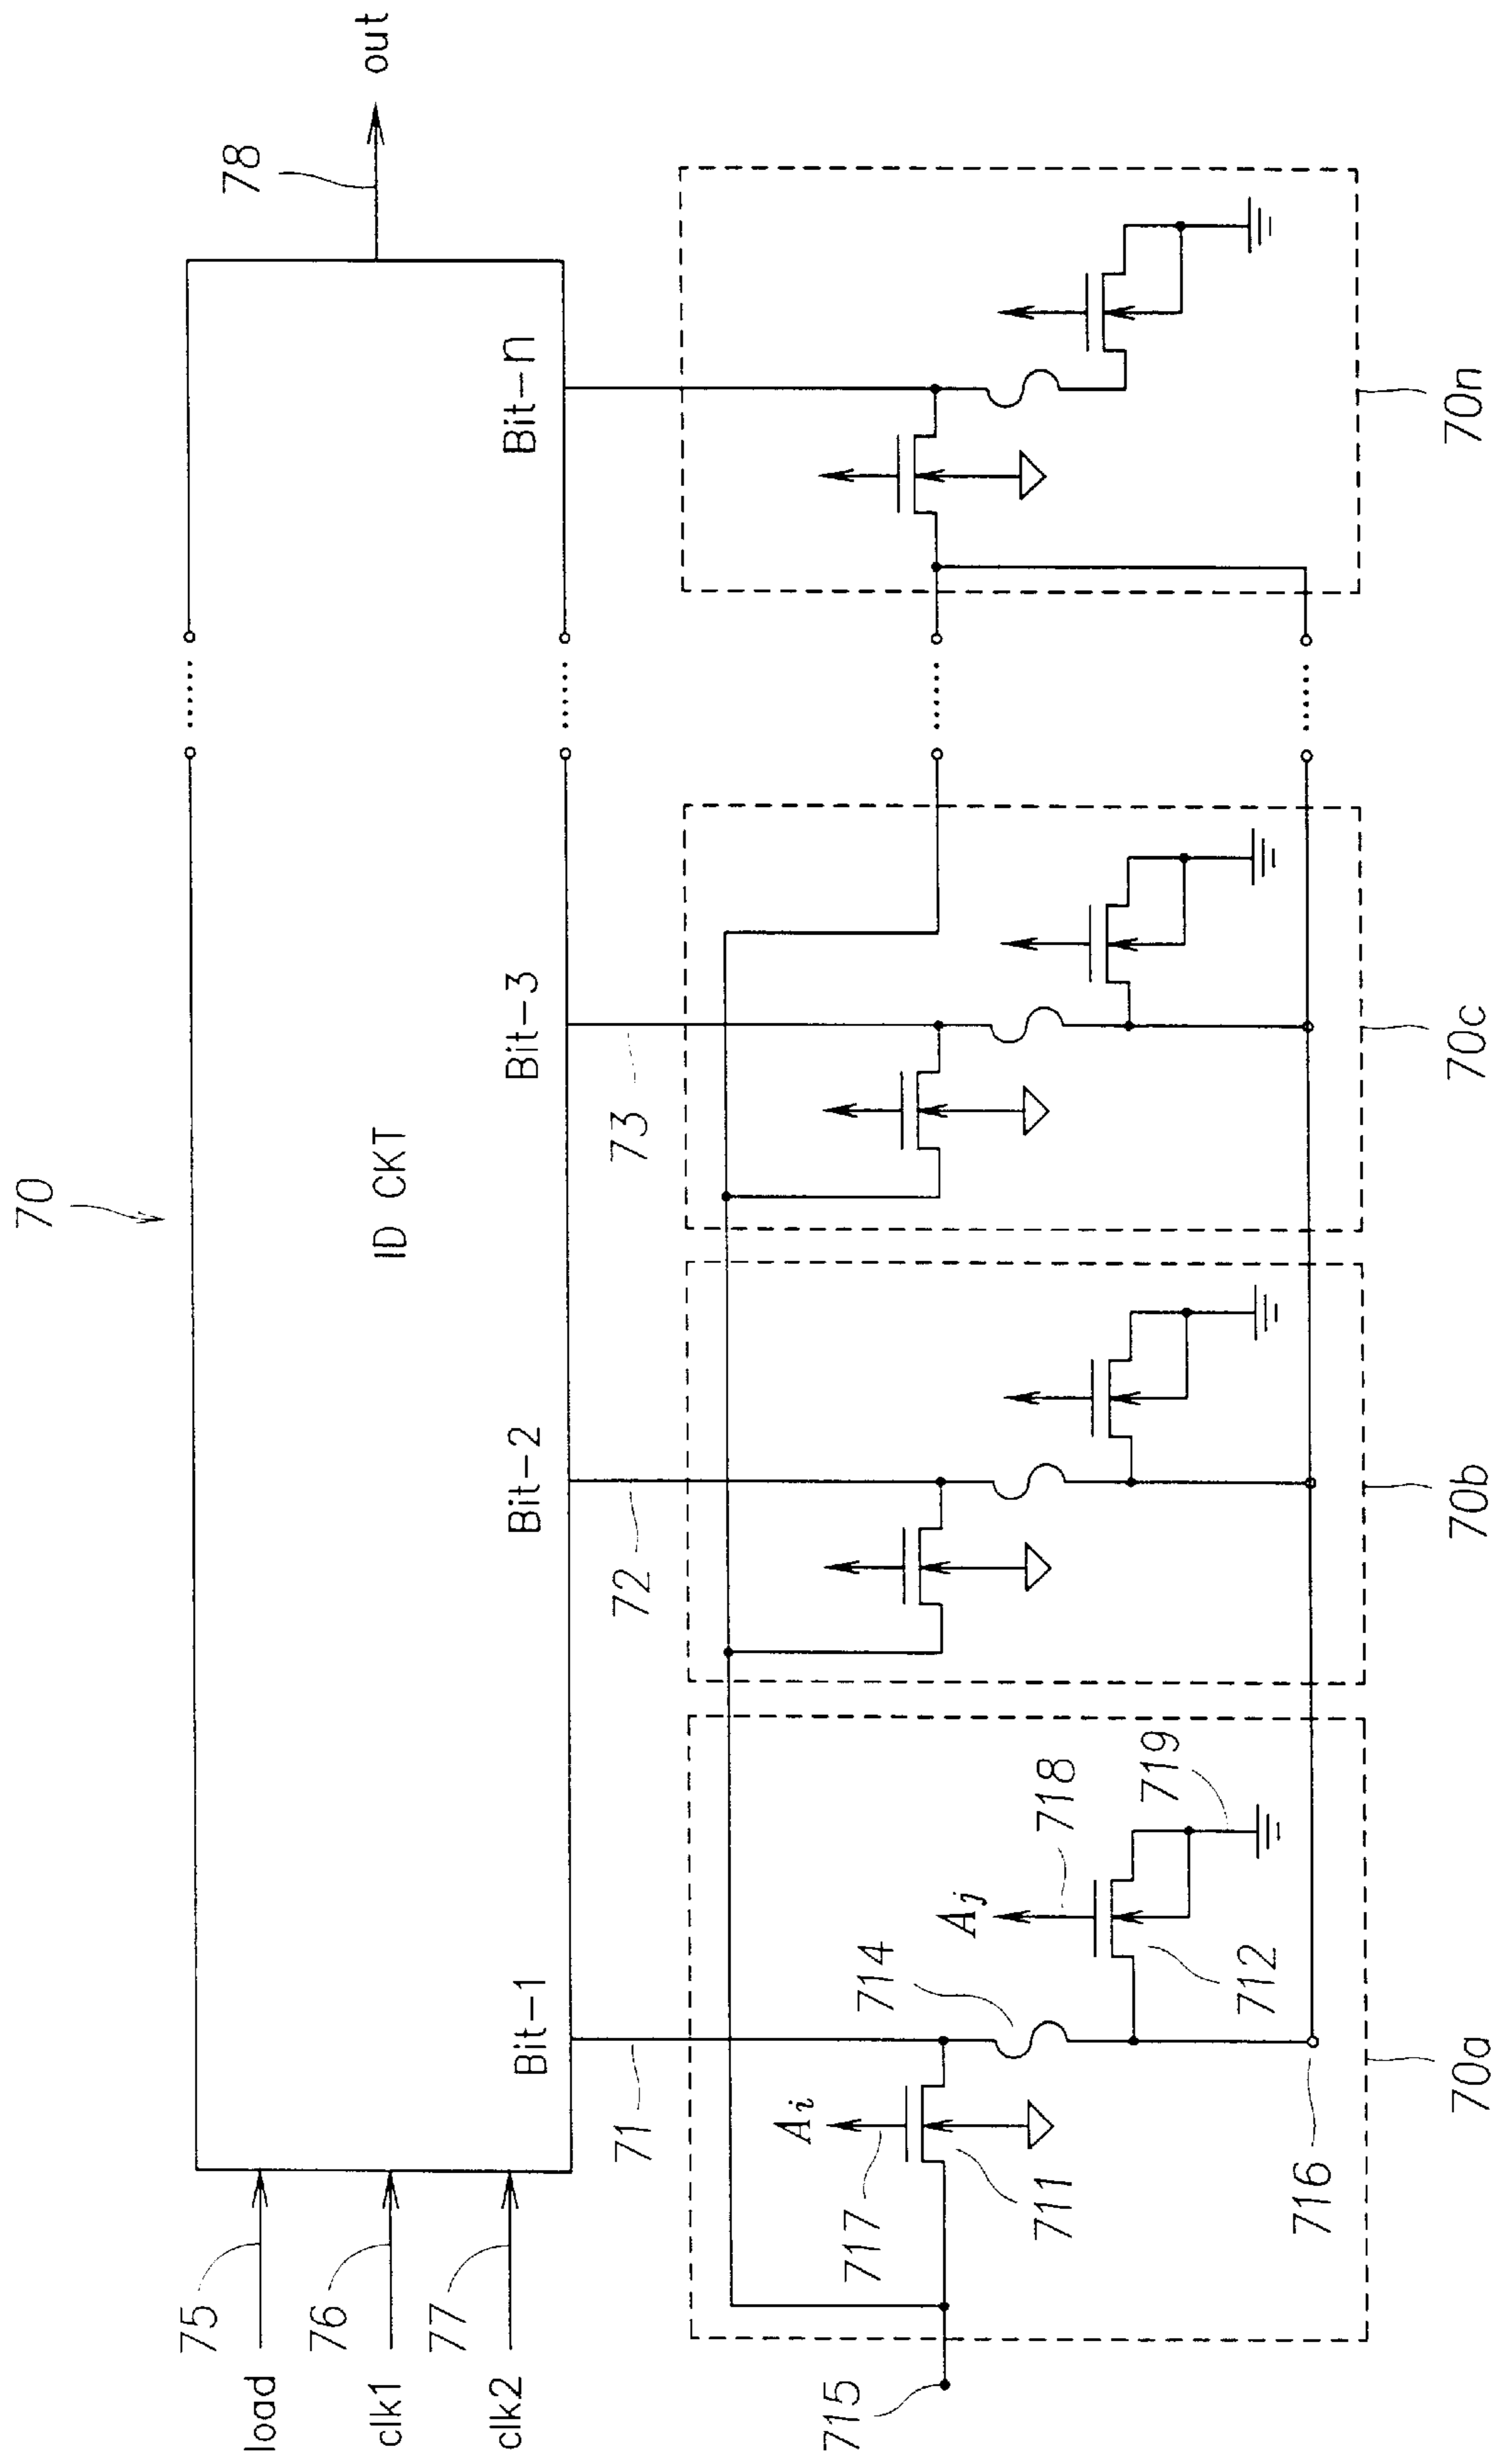 70
load
75
clk1
76
clk2
77
ID CKT
78
out
Bit-1
Bit-2
Bit-3
Bit-n
71
72
73
715
717
Ai
711
714
Aj
718
712
719
716
70a
70b
70c
70n